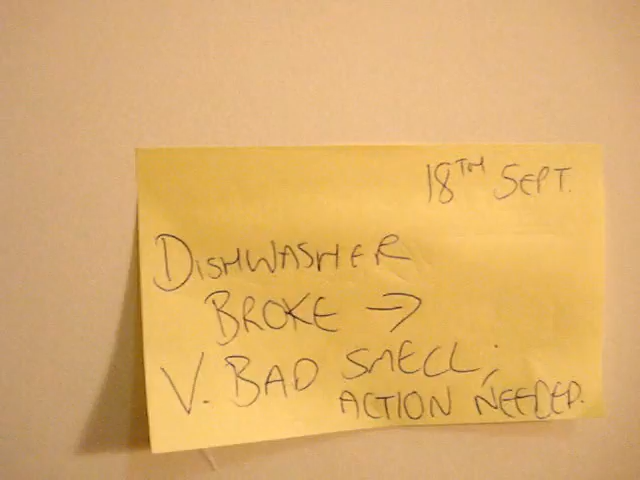 18TH SEPT.
DISHWASHER
BROKE →
V. BAD SMELL;
ACTION NEEDED.